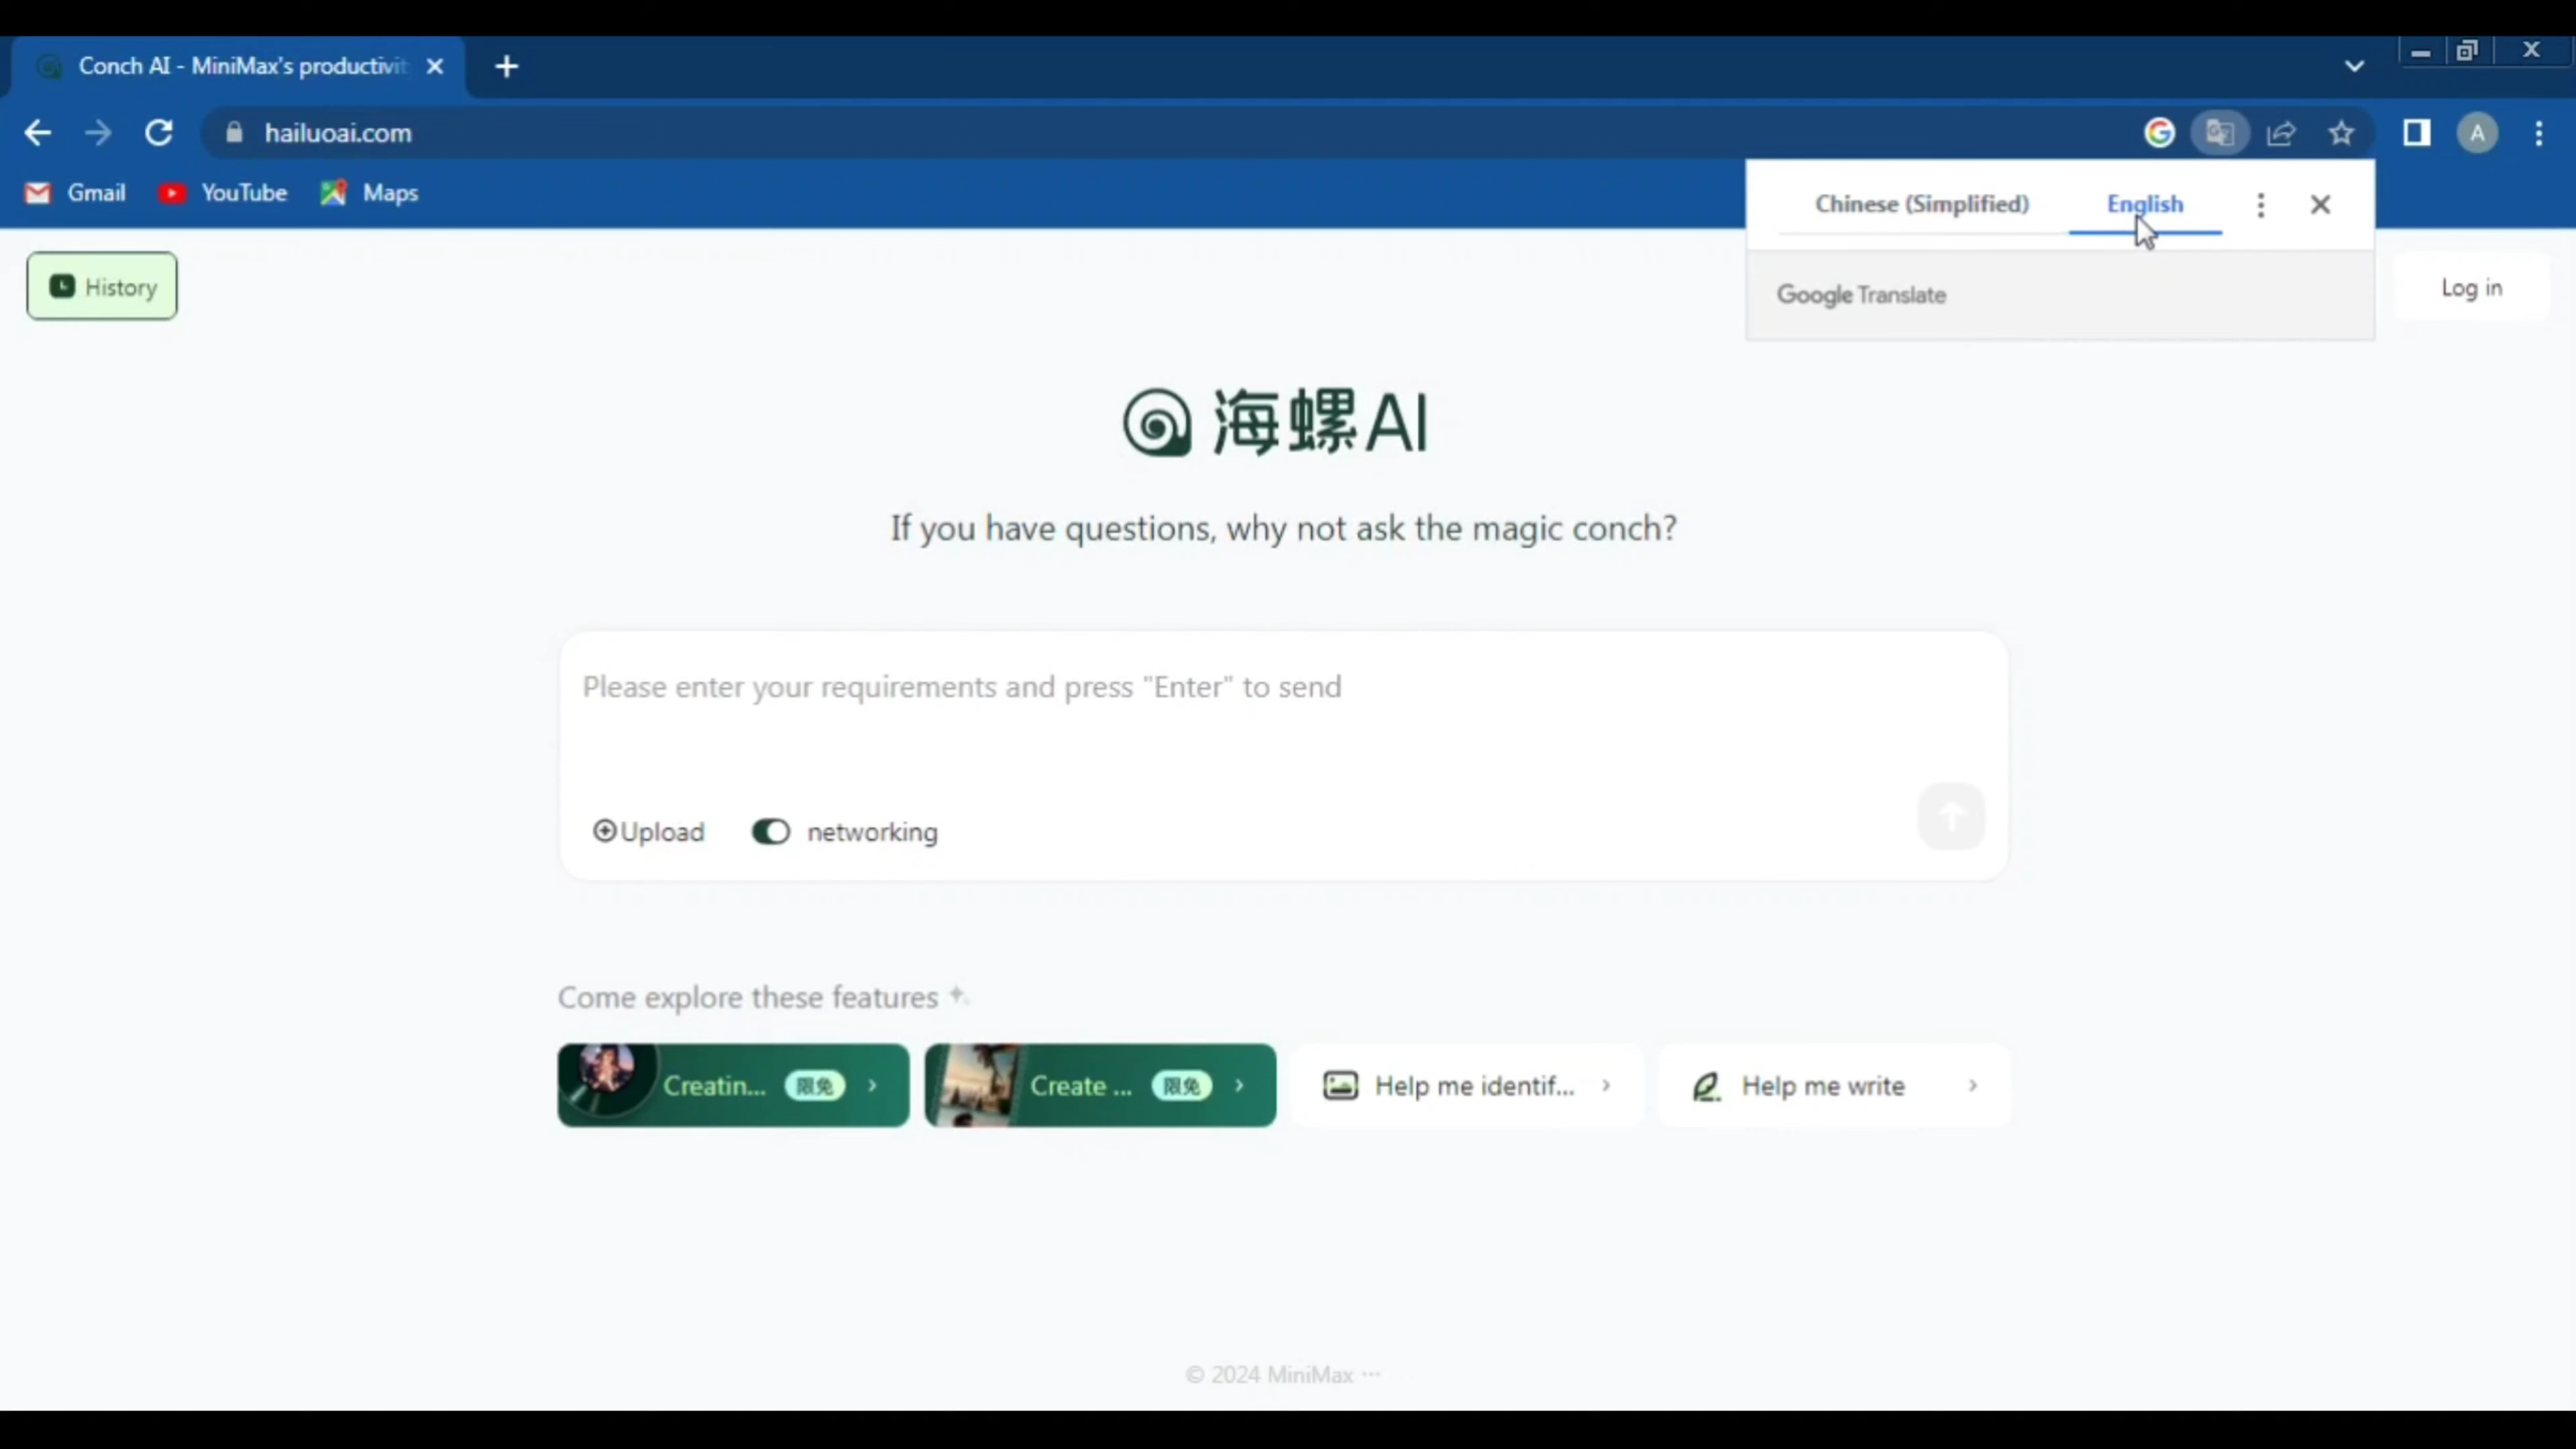 Conch AI - MiniMax's productivit
hailuoai.com
A
Gmail
YouTube
Maps
Chinese (Simplified)
English
Google Translate
History
Log in
海螺AI
If you have questions, why not ask the magic conch?
Please enter your requirements and press "Enter" to send
Upload
networking
Come explore these features
Creatin...
限免
Create ...
限免
Help me identif...
Help me write
© 2024 MiniMax ···